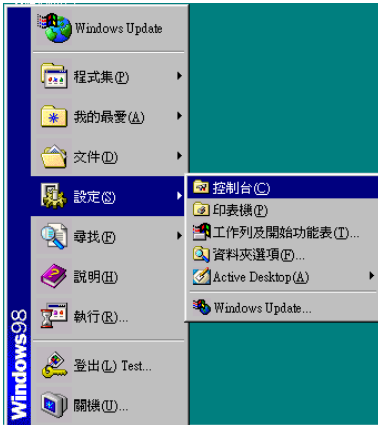 Windows Update
程式集(P)
我的最愛(A)
文件(D)
設定(S)
尋找(F)
說明(H)
執行(R)...
登出(L) Test...
關機(U)...
Windows98
控制台(C)
印表機(P)
工作列及開始功能表(T)...
資料夾選項(F)...
Active Desktop(A)
Windows Update...